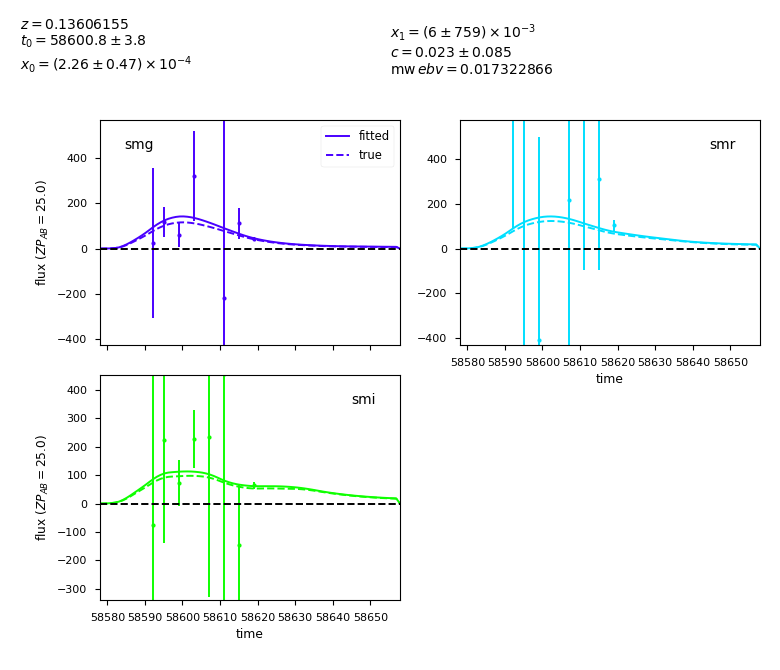 z = 0.13606155
t₀ = 58600.8 ± 3.8
x₀ = (2.26 ± 0.47) × 10⁻⁴
x₁ = (6 ± 759) × 10⁻³
c = 0.023 ± 0.085
mw ebv = 0.017322866
smg
fitted
true
400
200
0
−200
−400
flux (ZP_AB = 25.0)
smr
400
200
0
−200
−400
58580 58590 58600 58610 58620 58630 58640 58650
time
smi
400
300
200
100
0
−100
−200
−300
flux (ZP_AB = 25.0)
58580 58590 58600 58610 58620 58630 58640 58650
time